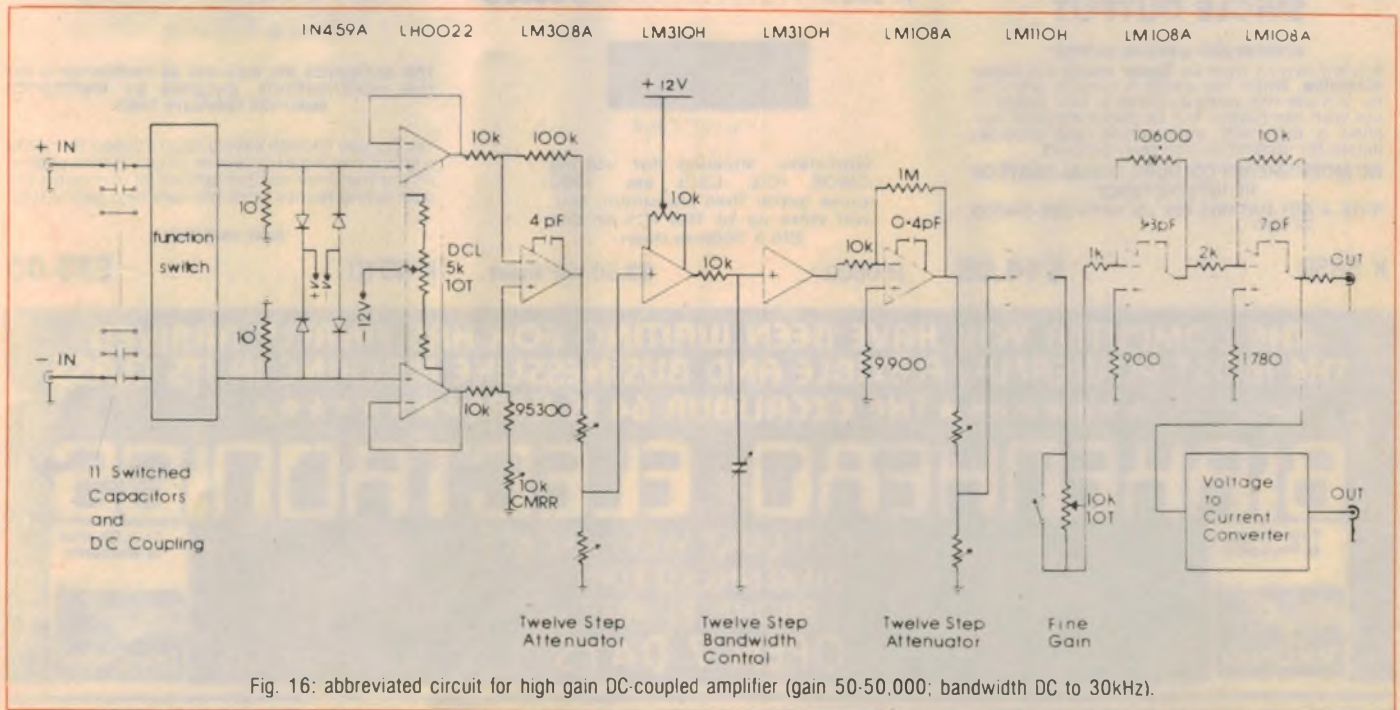 IN459A LH0022 LM308A LM310H LM310H LM108A LM110H LM108A LM108A
+12V
+ IN
10k 100k 10600 10k
1M
10k
function
switch
10
4pF
10k
10k
0·4pF
1k
2k
7pF
OUT
+V -V
-12V
DCL
5k
10T
10
- IN
10k
95300
10k
CMRR
9900
900
1780
10k
10T
Voltage
to
Current
Converter
OUT
11 Switched
Capacitors
and
DC Coupling
Twelve Step
Attenuator
Twelve Step
Bandwidth
Control
Twelve Step
Attenuator
Fine
Gain
Fig. 16: abbreviated circuit for high gain DC-coupled amplifier (gain 50-50,000; bandwidth DC to 30kHz).